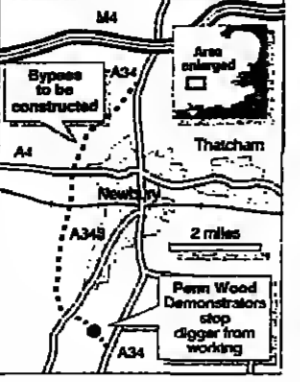 M4
Area
enlarged
A34
Bypass
to be
constructed
Thatcham
A4
Newbury
A343
2 miles
Penn Wood
Demonstrators
stop
digger from
working
A34